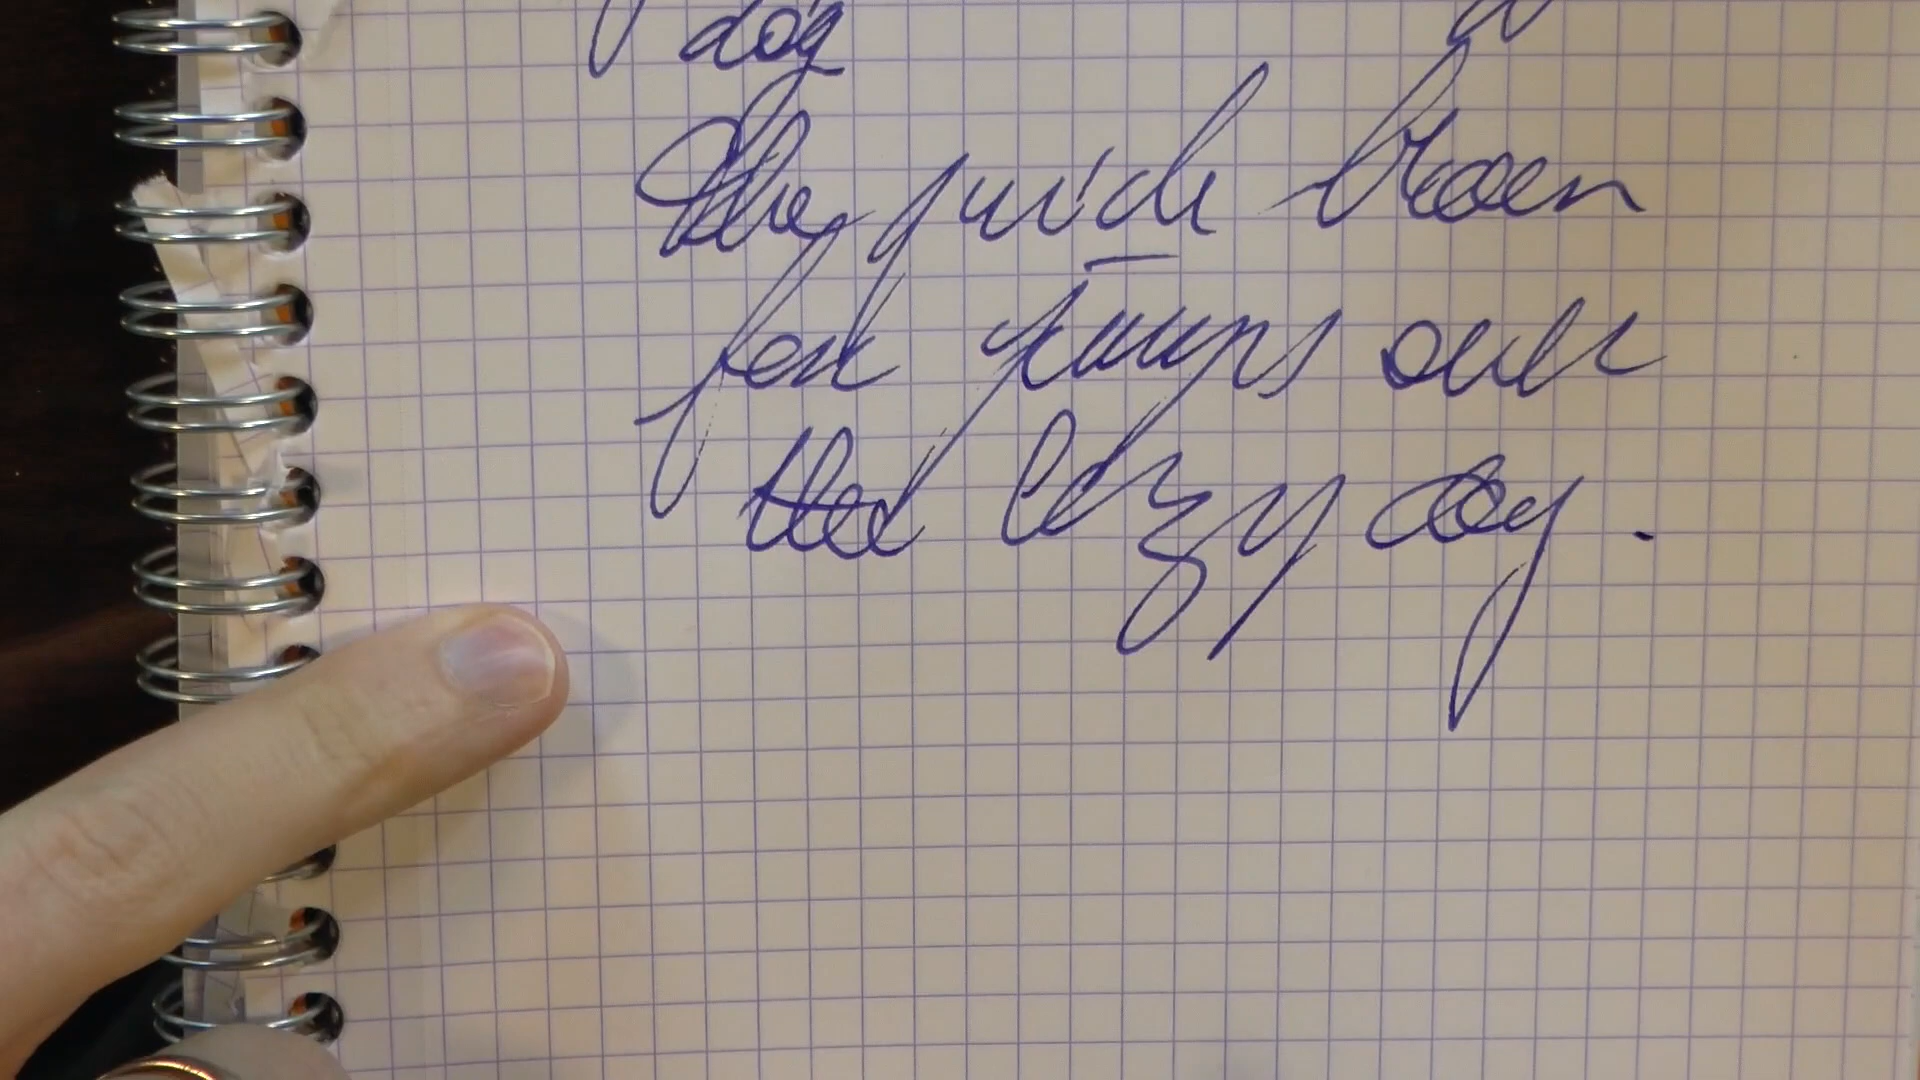 dog
the quick brown
fox jumps over
the lazy dog.